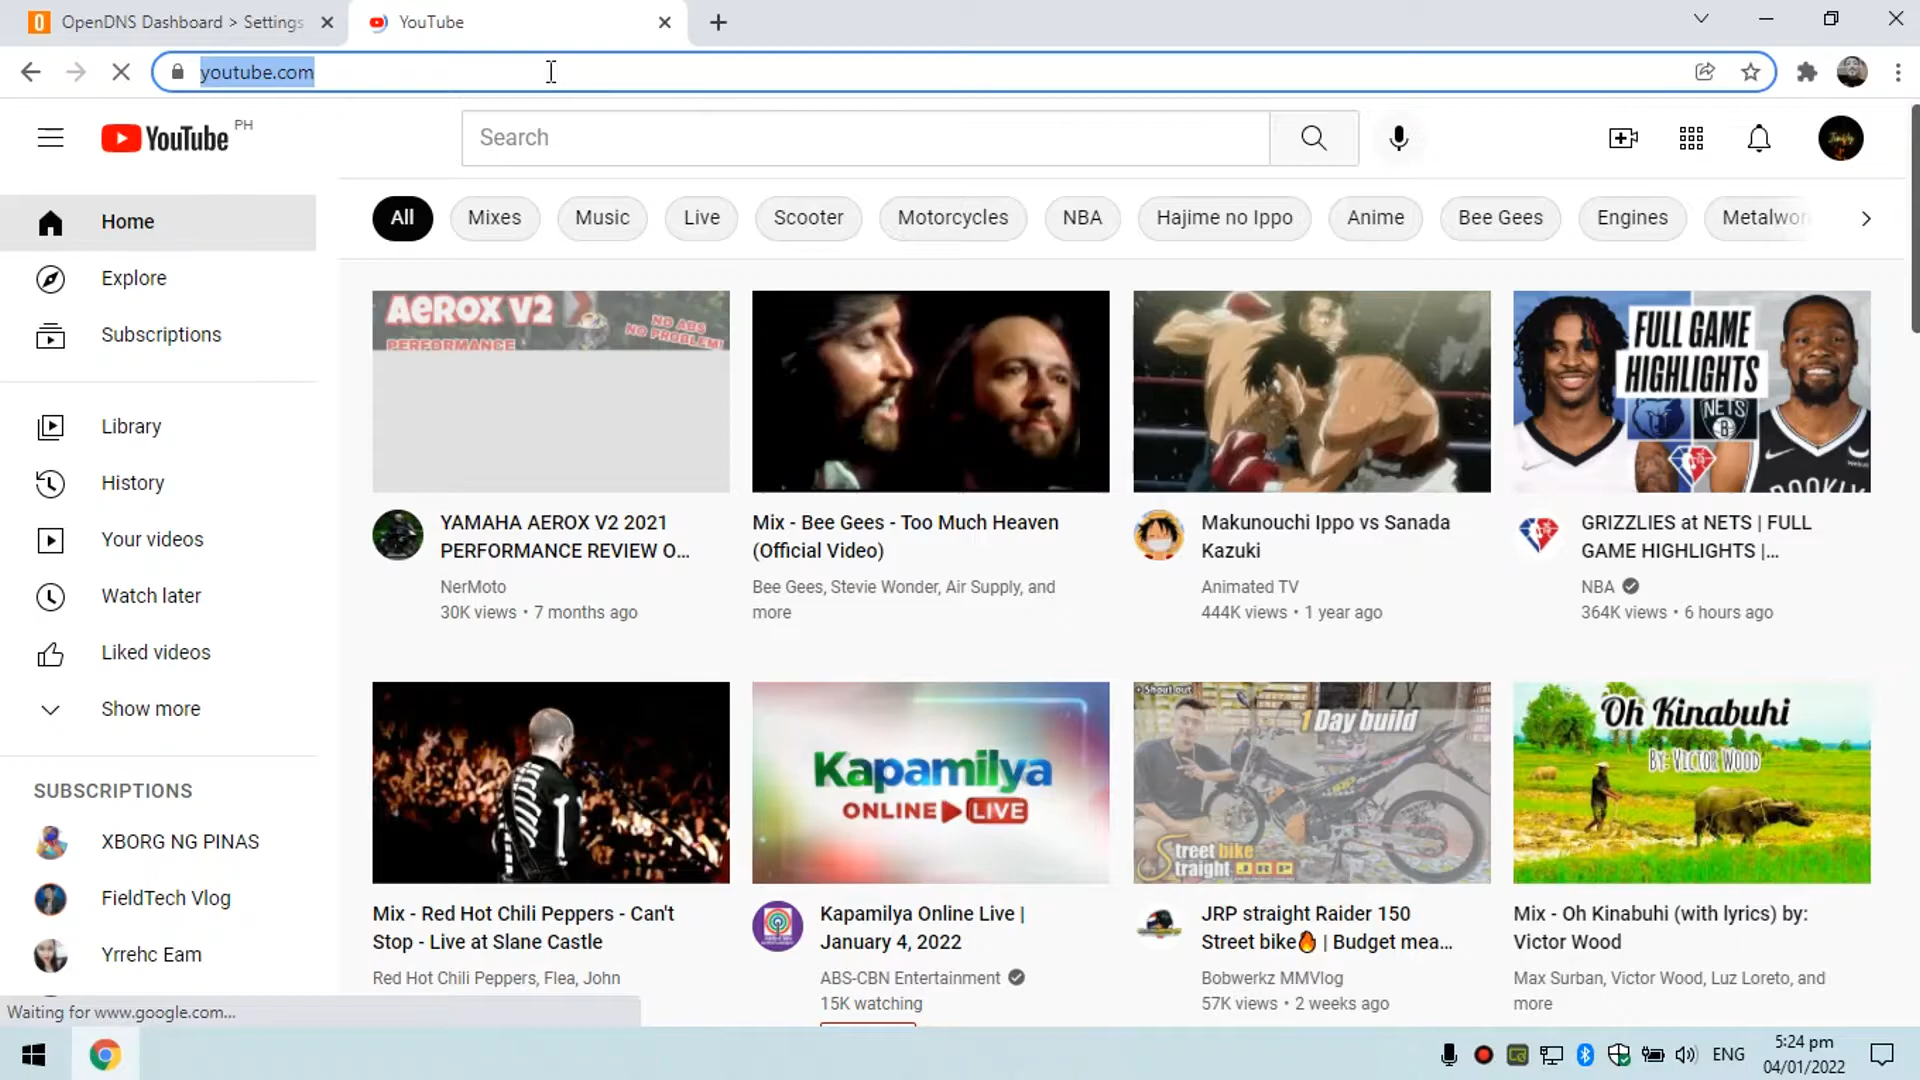 OpenDNS Dashboard > Settings
YouTube
youtube.com
YouTube PH
Search
Home
Explore
Subscriptions
Library
History
Your videos
Watch later
Liked videos
Show more
SUBSCRIPTIONS
XBORG NG PINAS
FieldTech Vlog
Yrrehc Eam
All Mixes Music Live Scooter Motorcycles NBA Hajime no Ippo Anime Bee Gees Engines
AEROX V2
NO ABS
NO PROBLEM!
PERFORMANCE
YAMAHA AEROX V2 2021
PERFORMANCE REVIEW O...
NerMoto
30K views • 7 months ago
Mix - Bee Gees - Too Much Heaven
(Official Video)
Bee Gees, Stevie Wonder, Air Supply, and
more
Makunouchi Ippo vs Sanada
Kazuki
Animated TV
444K views • 1 year ago
FULL GAME
HIGHLIGHTS
NETS
BROOKLYN
GRIZZLIES at NETS | FULL
GAME HIGHLIGHTS |...
NBA
364K views • 6 hours ago
Mix - Red Hot Chili Peppers - Can't
Stop - Live at Slane Castle
Red Hot Chili Peppers, Flea, John
Kapamilya
ONLINE LIVE
Kapamilya Online Live |
January 4, 2022
ABS-CBN Entertainment
15K watching
+ Shout out
1 Day build
Street bike
Straight JRP
JRP straight Raider 150
Street bike🔥 | Budget mea...
Bobwerkz MMVlog
57K views • 2 weeks ago
Oh Kinabuhi
BY: VICTOR WOOD
Mix - Oh Kinabuhi (with lyrics) by:
Victor Wood
Max Surban, Victor Wood, Luz Loreto, and
more
Waiting for www.google.com...
ENG
5:24 pm
04/01/2022